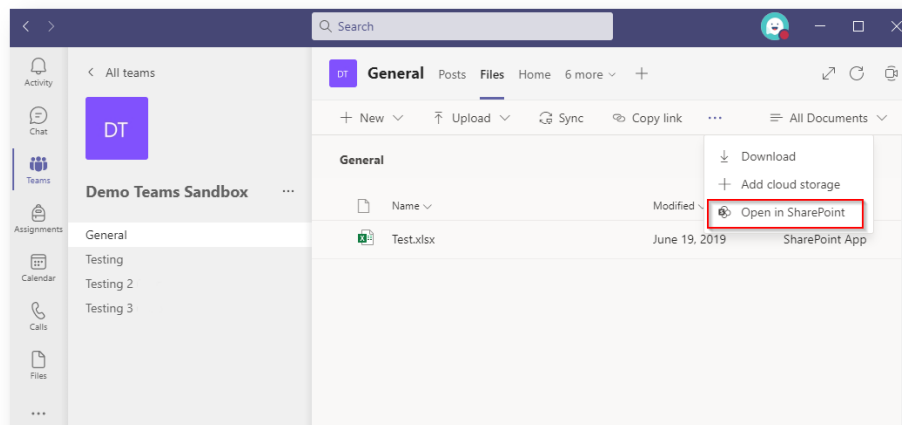 Search
Activity
Chat
Teams
Assignments
Calendar
Calls
Files
All teams
DT
Demo Teams Sandbox
General
Testing
Testing 2
Testing 3
DT General Posts Files Home 6 more
New Upload Sync Copy link All Documents
Download
Add cloud storage
Open in SharePoint
General
Name Modified
Test.xlsx June 19, 2019 SharePoint App